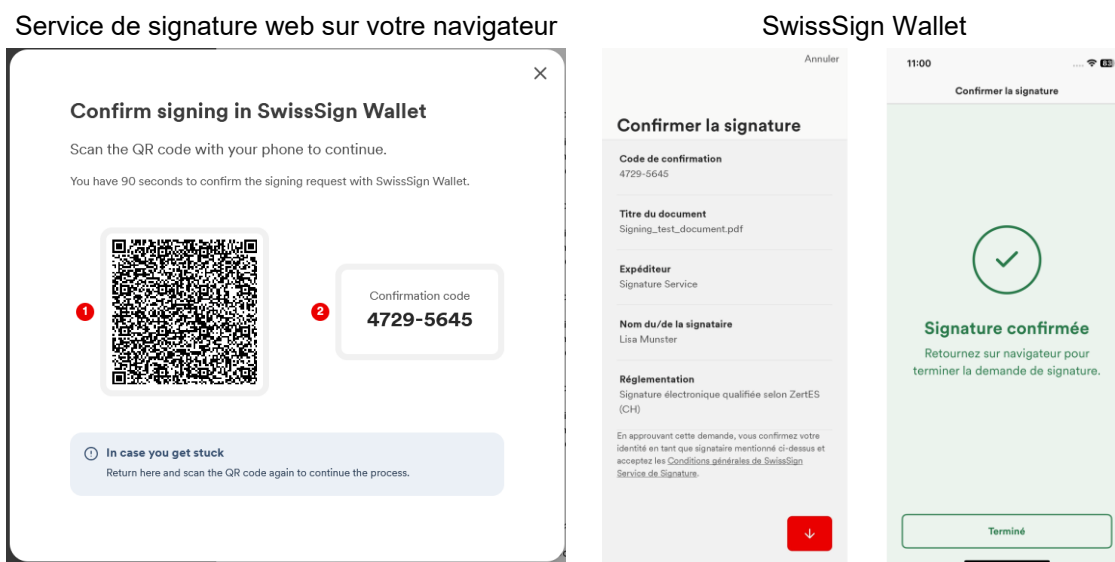 Service de signature web sur votre navigateur
SwissSign Wallet
Confirm signing in SwissSign Wallet
Scan the QR code with your phone to continue.
You have 90 seconds to confirm the signing request with SwissSign Wallet.
1
2
Confirmation code
4729-5645
In case you get stuck
Return here and scan the QR code again to continue the process.
Annuler
Confirmer la signature
Code de confirmation
4729-5645
Titre du document
Signing_test_document.pdf
Expéditeur
Signature Service
Nom du/de la signataire
Lisa Munster
Réglementation
Signature électronique qualifiée selon ZertES
(CH)
En approuvant cette demande, vous confirmez votre
identité en tant que signataire mentionné ci-dessus et
acceptez les Conditions générales de SwissSign
Service de Signature.
11:00
83
Confirmer la signature
Signature confirmée
Retournez sur navigateur pour
terminer la demande de signature.
Terminé